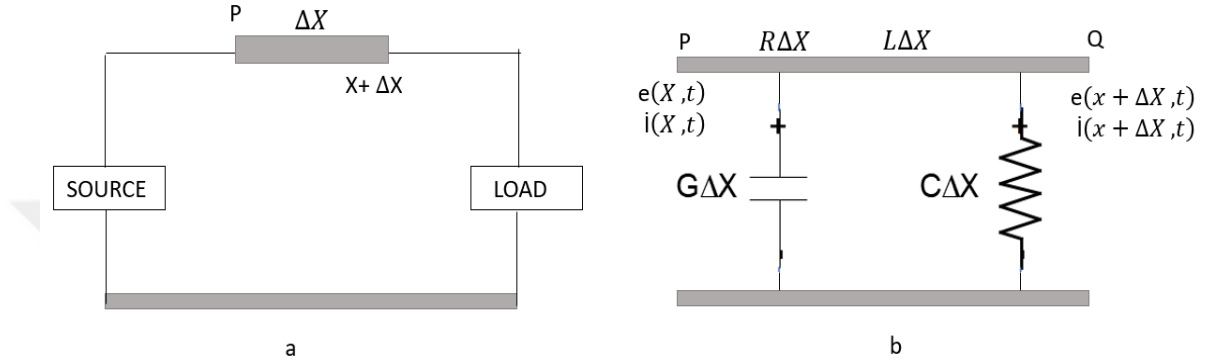 P
ΔX
X+ ΔX
SOURCE
LOAD
a
P
RΔX
LΔX
Q
e(X ,t)
i(X ,t)
e(x + ΔX ,t)
i(x + ΔX ,t)
+
+
GΔX
CΔX
b